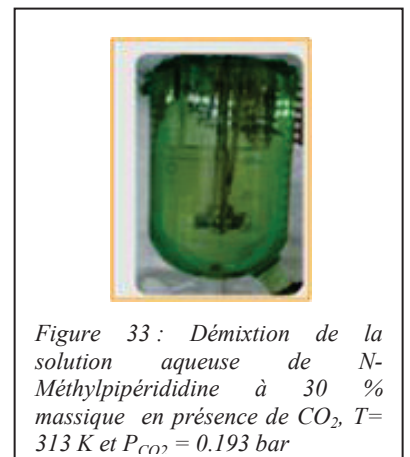 Figure 33 : Démixtion de la
solution aqueuse de N-
Méthylpipérididine à 30 %
massique en présence de CO₂, T=
313 K et P_CO₂ = 0.193 bar